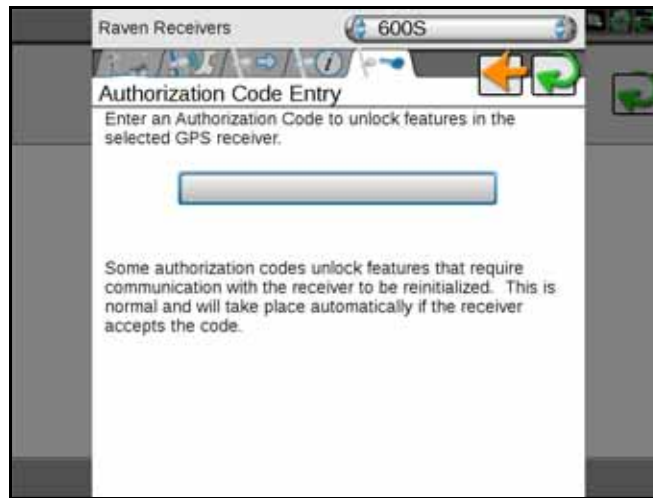 Raven Receivers
600S
i
Authorization Code Entry
Enter an Authorization Code to unlock features in the
selected GPS receiver.
Some authorization codes unlock features that require
communication with the receiver to be reinitialized. This is
normal and will take place automatically if the receiver
accepts the code.